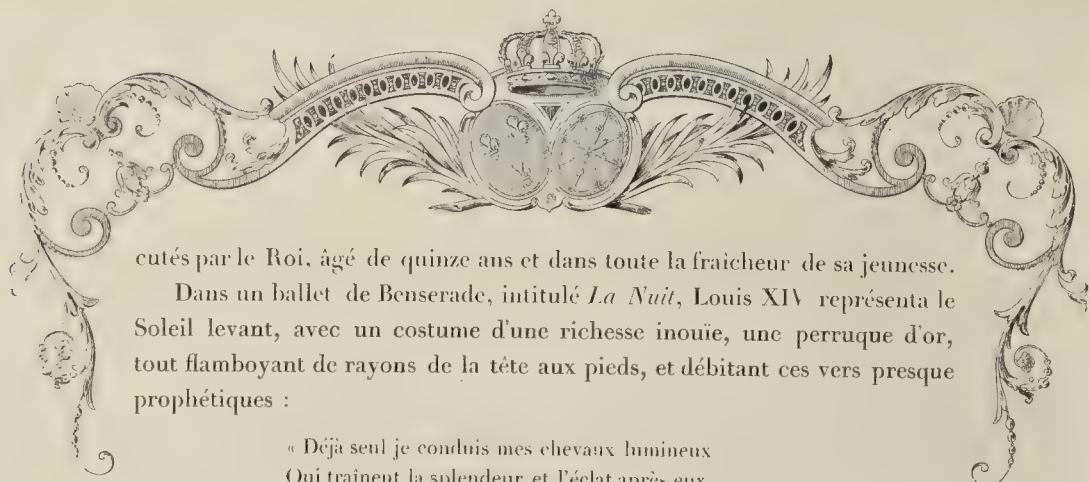 cutés par le Roi, âgé de quinze ans et dans toute la fraîcheur de sa jeunesse.
Dans un ballet de Benserade, intitulé La Nuit, Louis XIV représenta le
Soleil levant, avec un costume d'une richesse inouïe, une perruque d'or,
tout flamboyant de rayons de la tête aux pieds, et débitant ces vers presque
prophétiques :
« Déjà seul je conduis mes chevaux lumineux
Qui traînent la splendeur et l'éclat après eux